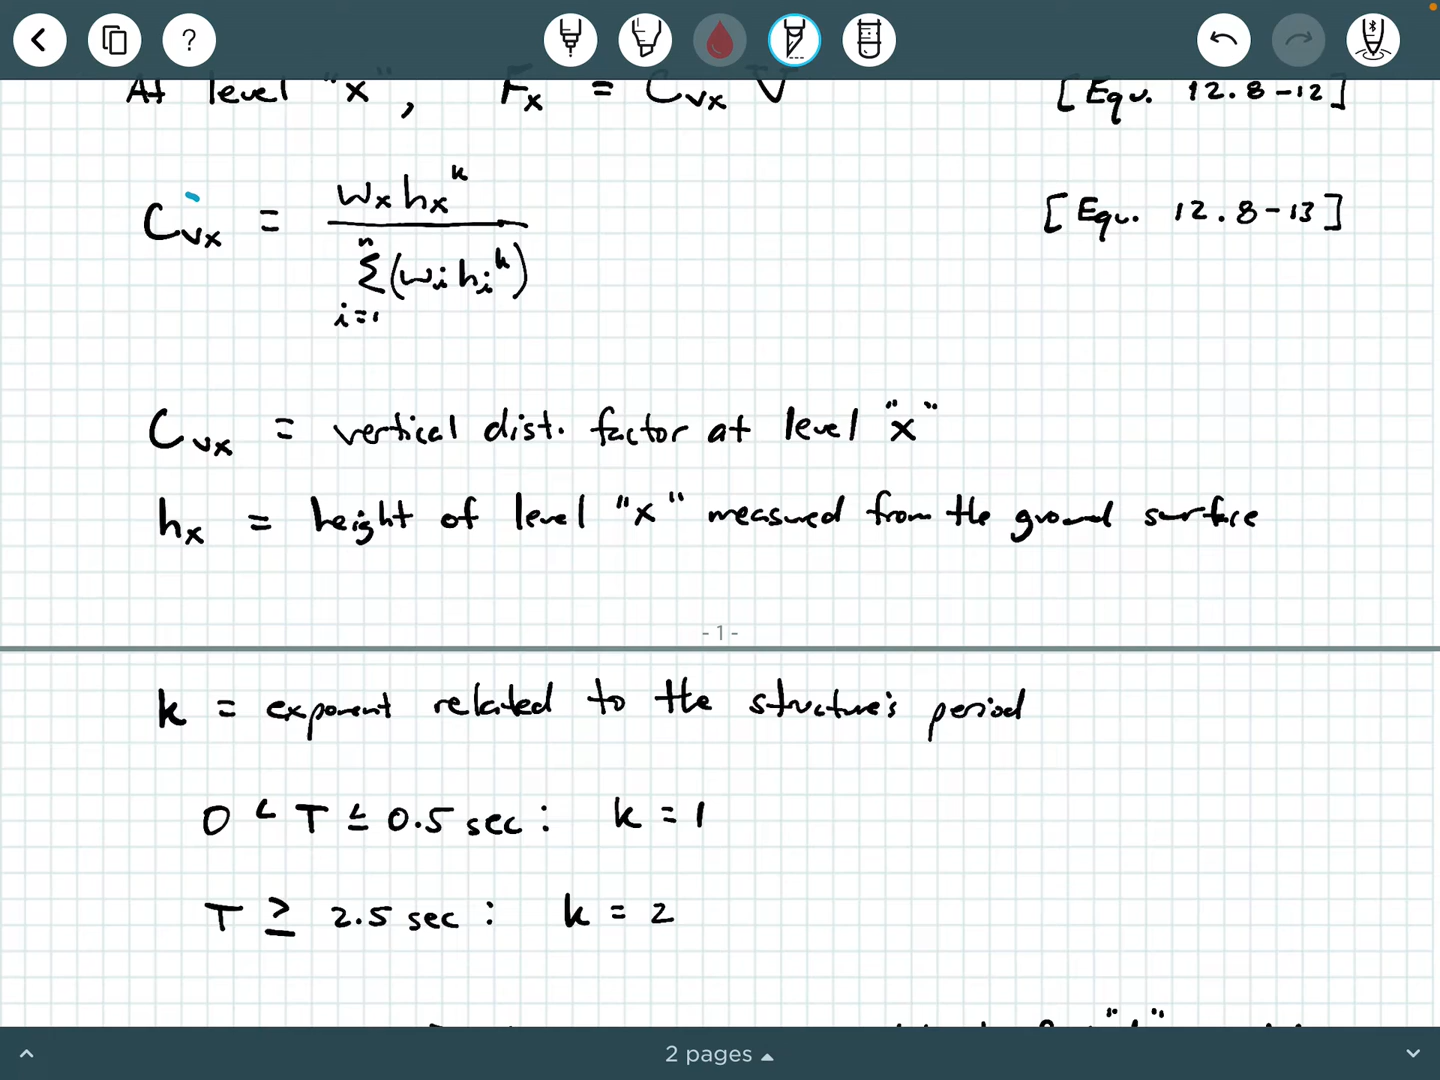 ?
At level "x", Fx = Cvx V [Equ. 12.8-12]
Cvx = wx hx^k / Σ(wi hi^k) [Equ. 12.8-13]
n
i=1
Cvx = vertical dist. factor at level "x"
hx = height of level "x" measured from the ground surface
- 1 -
k = exponent related to the structure's period
0 < T ≤ 0.5 sec: k = 1
T ≥ 2.5 sec: k = 2
2 pages